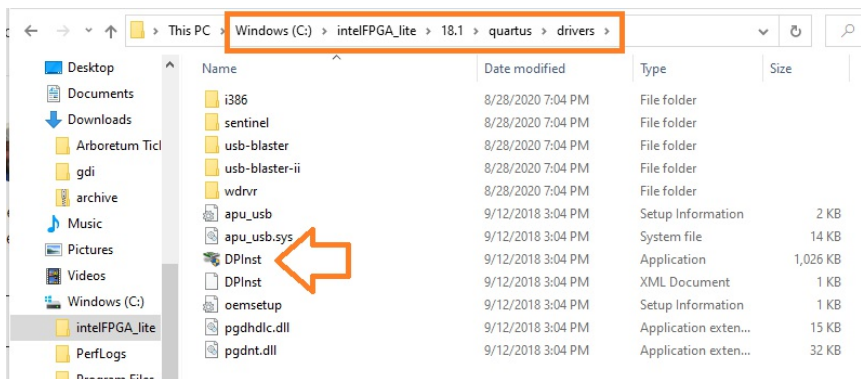 This PC > Windows (C:) > intelFPGA_lite > 18.1 > quartus > drivers >
Desktop
Documents
Downloads
Arboretum Ticl
gdi
archive
Music
Pictures
Videos
Windows (C:)
intelFPGA_lite
PerfLogs
Program Files
Name Date modified Type Size
i386 8/28/2020 7:04 PM File folder
sentinel 8/28/2020 7:04 PM File folder
usb-blaster 8/28/2020 7:04 PM File folder
usb-blaster-ii 8/28/2020 7:04 PM File folder
wdrvr 8/28/2020 7:04 PM File folder
apu_usb 9/12/2018 3:04 PM Setup Information 2 KB
apu_usb.sys 9/12/2018 3:04 PM System file 14 KB
DPInst 9/12/2018 3:04 PM Application 1,026 KB
DPInst 9/12/2018 3:04 PM XML Document 1 KB
oemsetup 9/12/2018 3:04 PM Setup Information 1 KB
pgdhdlc.dll 9/12/2018 3:04 PM Application exten... 15 KB
pgdnt.dll 9/12/2018 3:04 PM Application exten... 32 KB